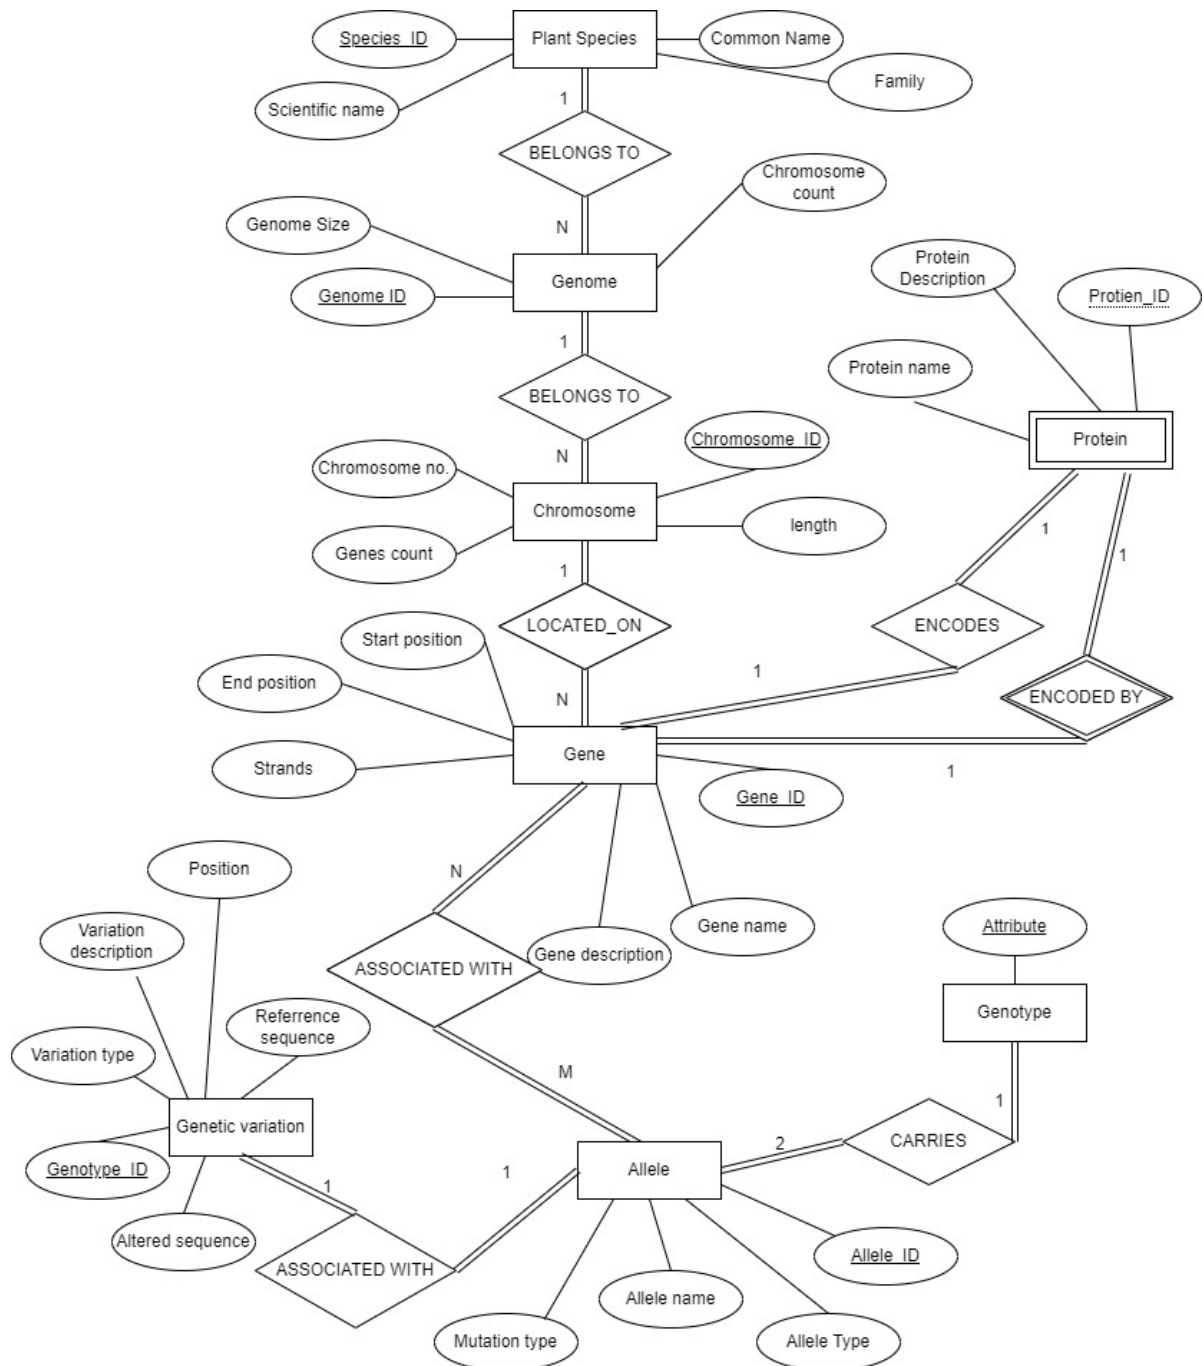 Species_ID
Plant Species
Common Name
Family
Scientific name
1
BELONGS TO
Chromosome
count
Genome Size
N
Genome
Genome ID
Protein
Description
Protien_ID
1
Protein name
BELONGS TO
Chromosome_ID
Protein
N
Chromosome no.
Chromosome
length
Genes count
1
1
1
LOCATED_ON
ENCODES
Start position
End position
N
1
ENCODED BY
Gene
Strands
1
Gene_ID
Position
N
Variation
description
Gene name
Attribute
Gene description
ASSOCIATED WITH
Referrence
sequence
Genotype
Variation type
M
1
Genetic variation
2
CARRIES
Genotype_ID
1
1
Allele
Altered sequence
ASSOCIATED WITH
Allele_ID
Allele name
Mutation type
Allele Type